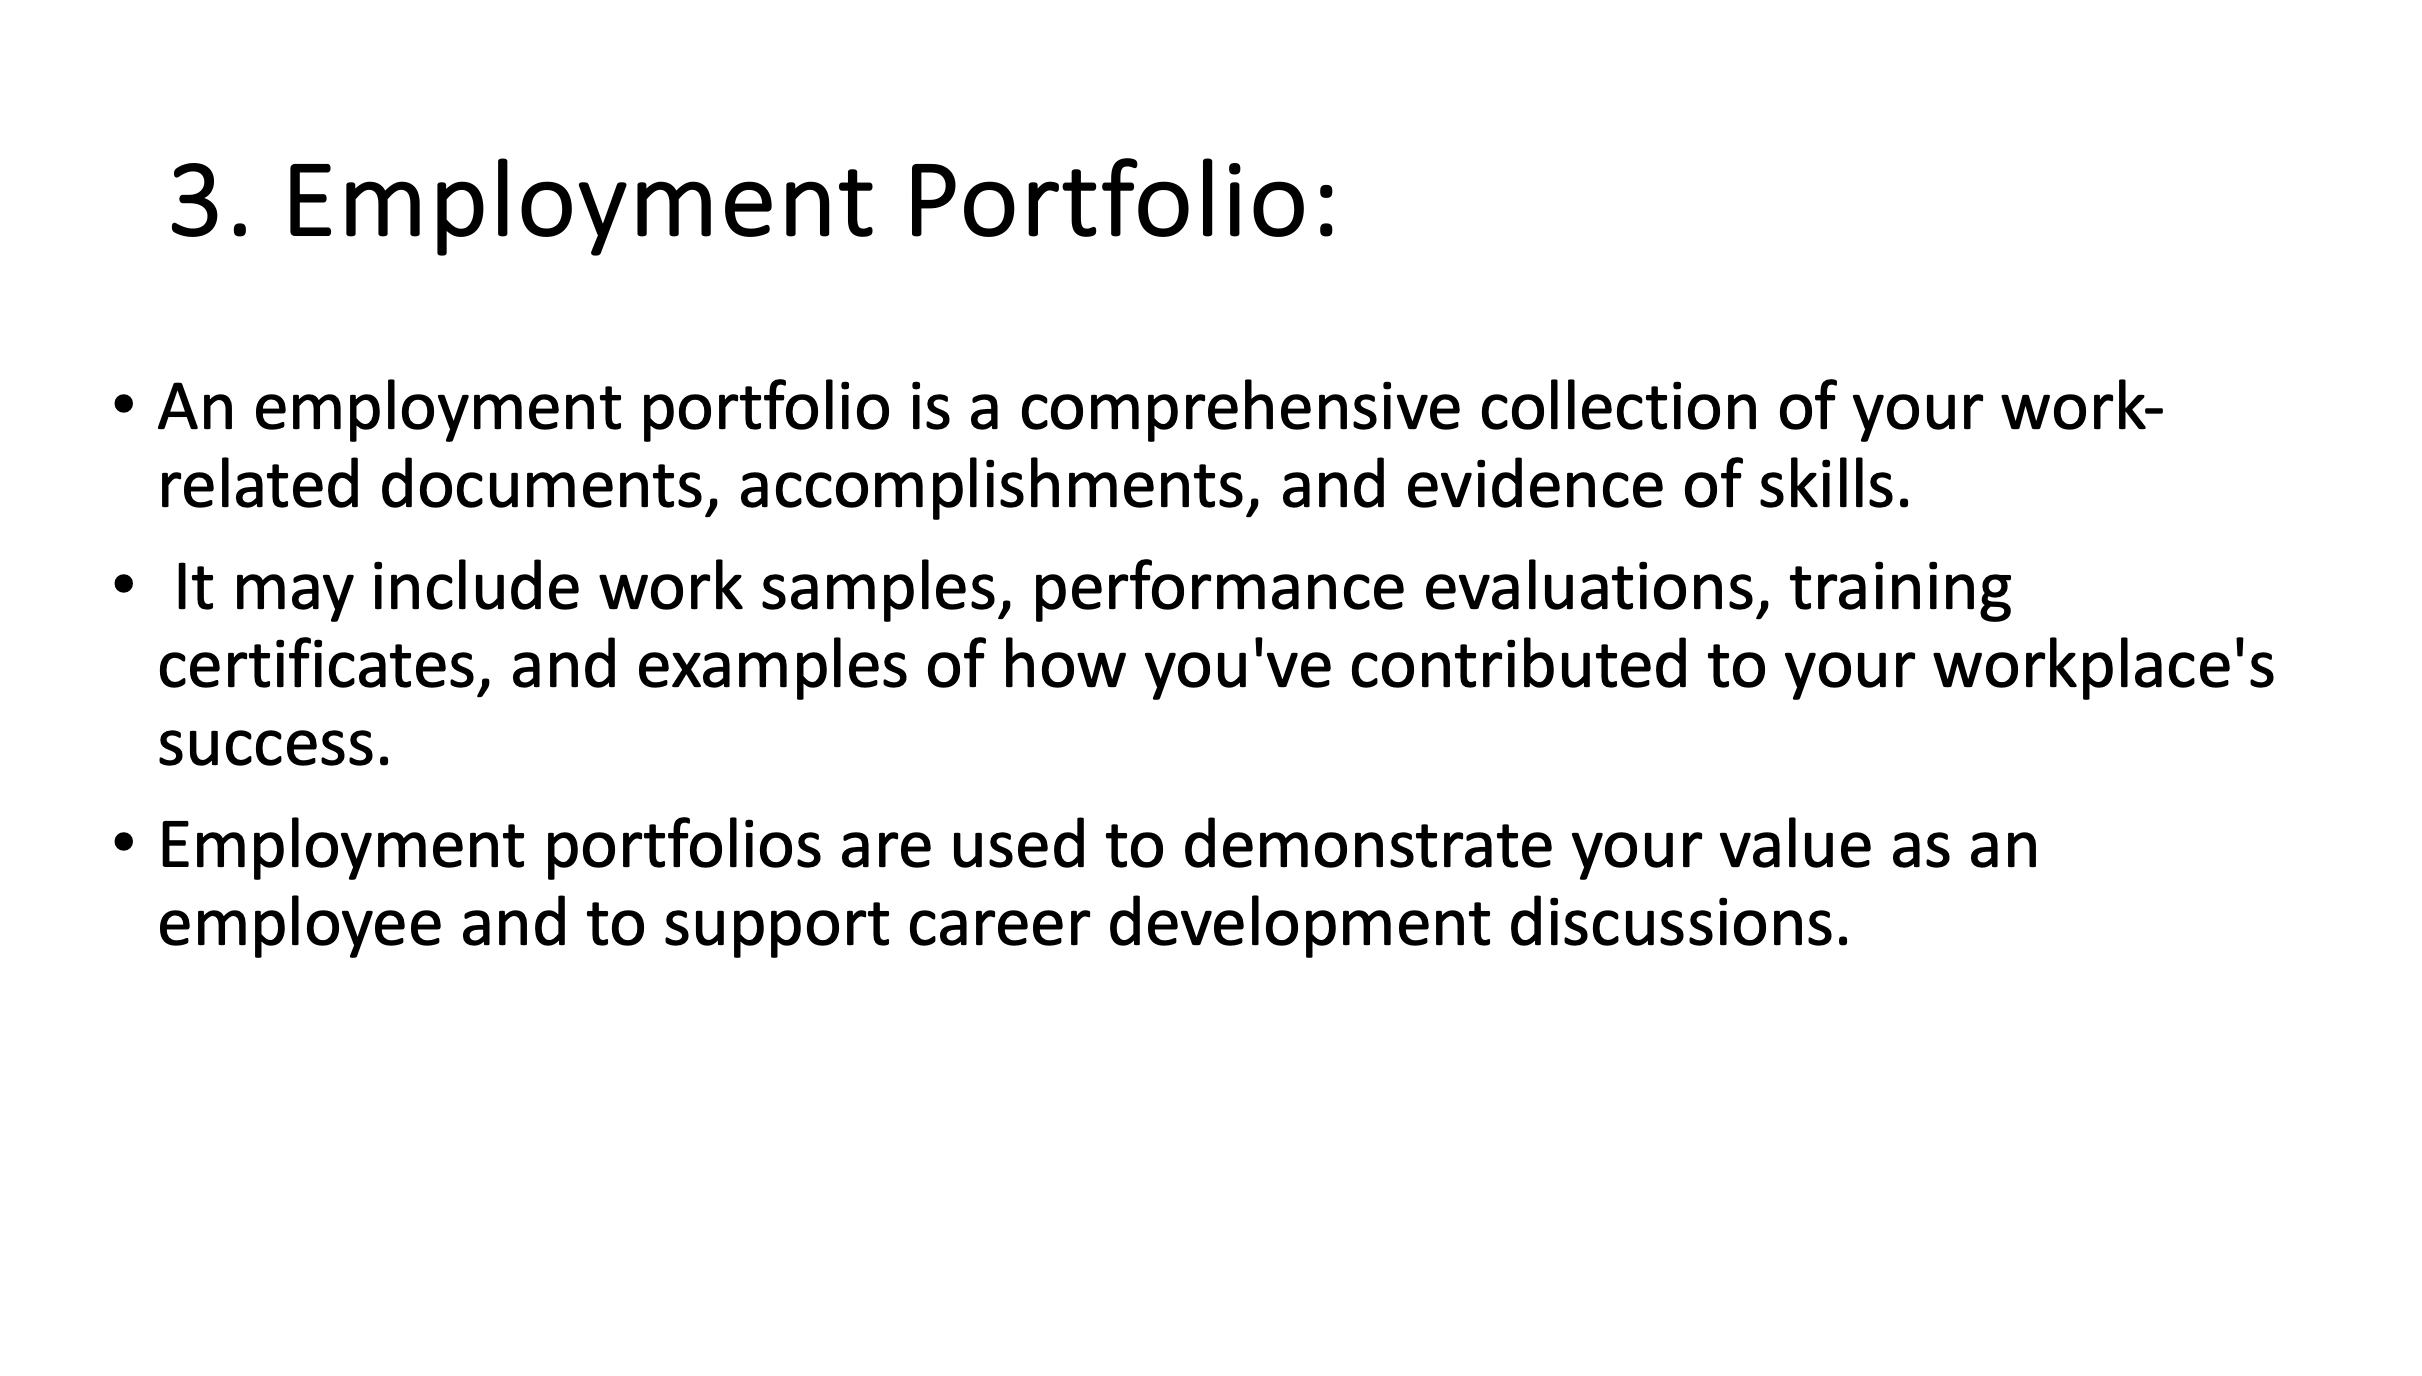 3. Employment Portfolio:
• An employment portfolio is a comprehensive collection of your work-
related documents, accomplishments, and evidence of skills.
• It may include work samples, performance evaluations, training
certificates, and examples of how you've contributed to your workplace's
success.
• Employment portfolios are used to demonstrate your value as an
employee and to support career development discussions.